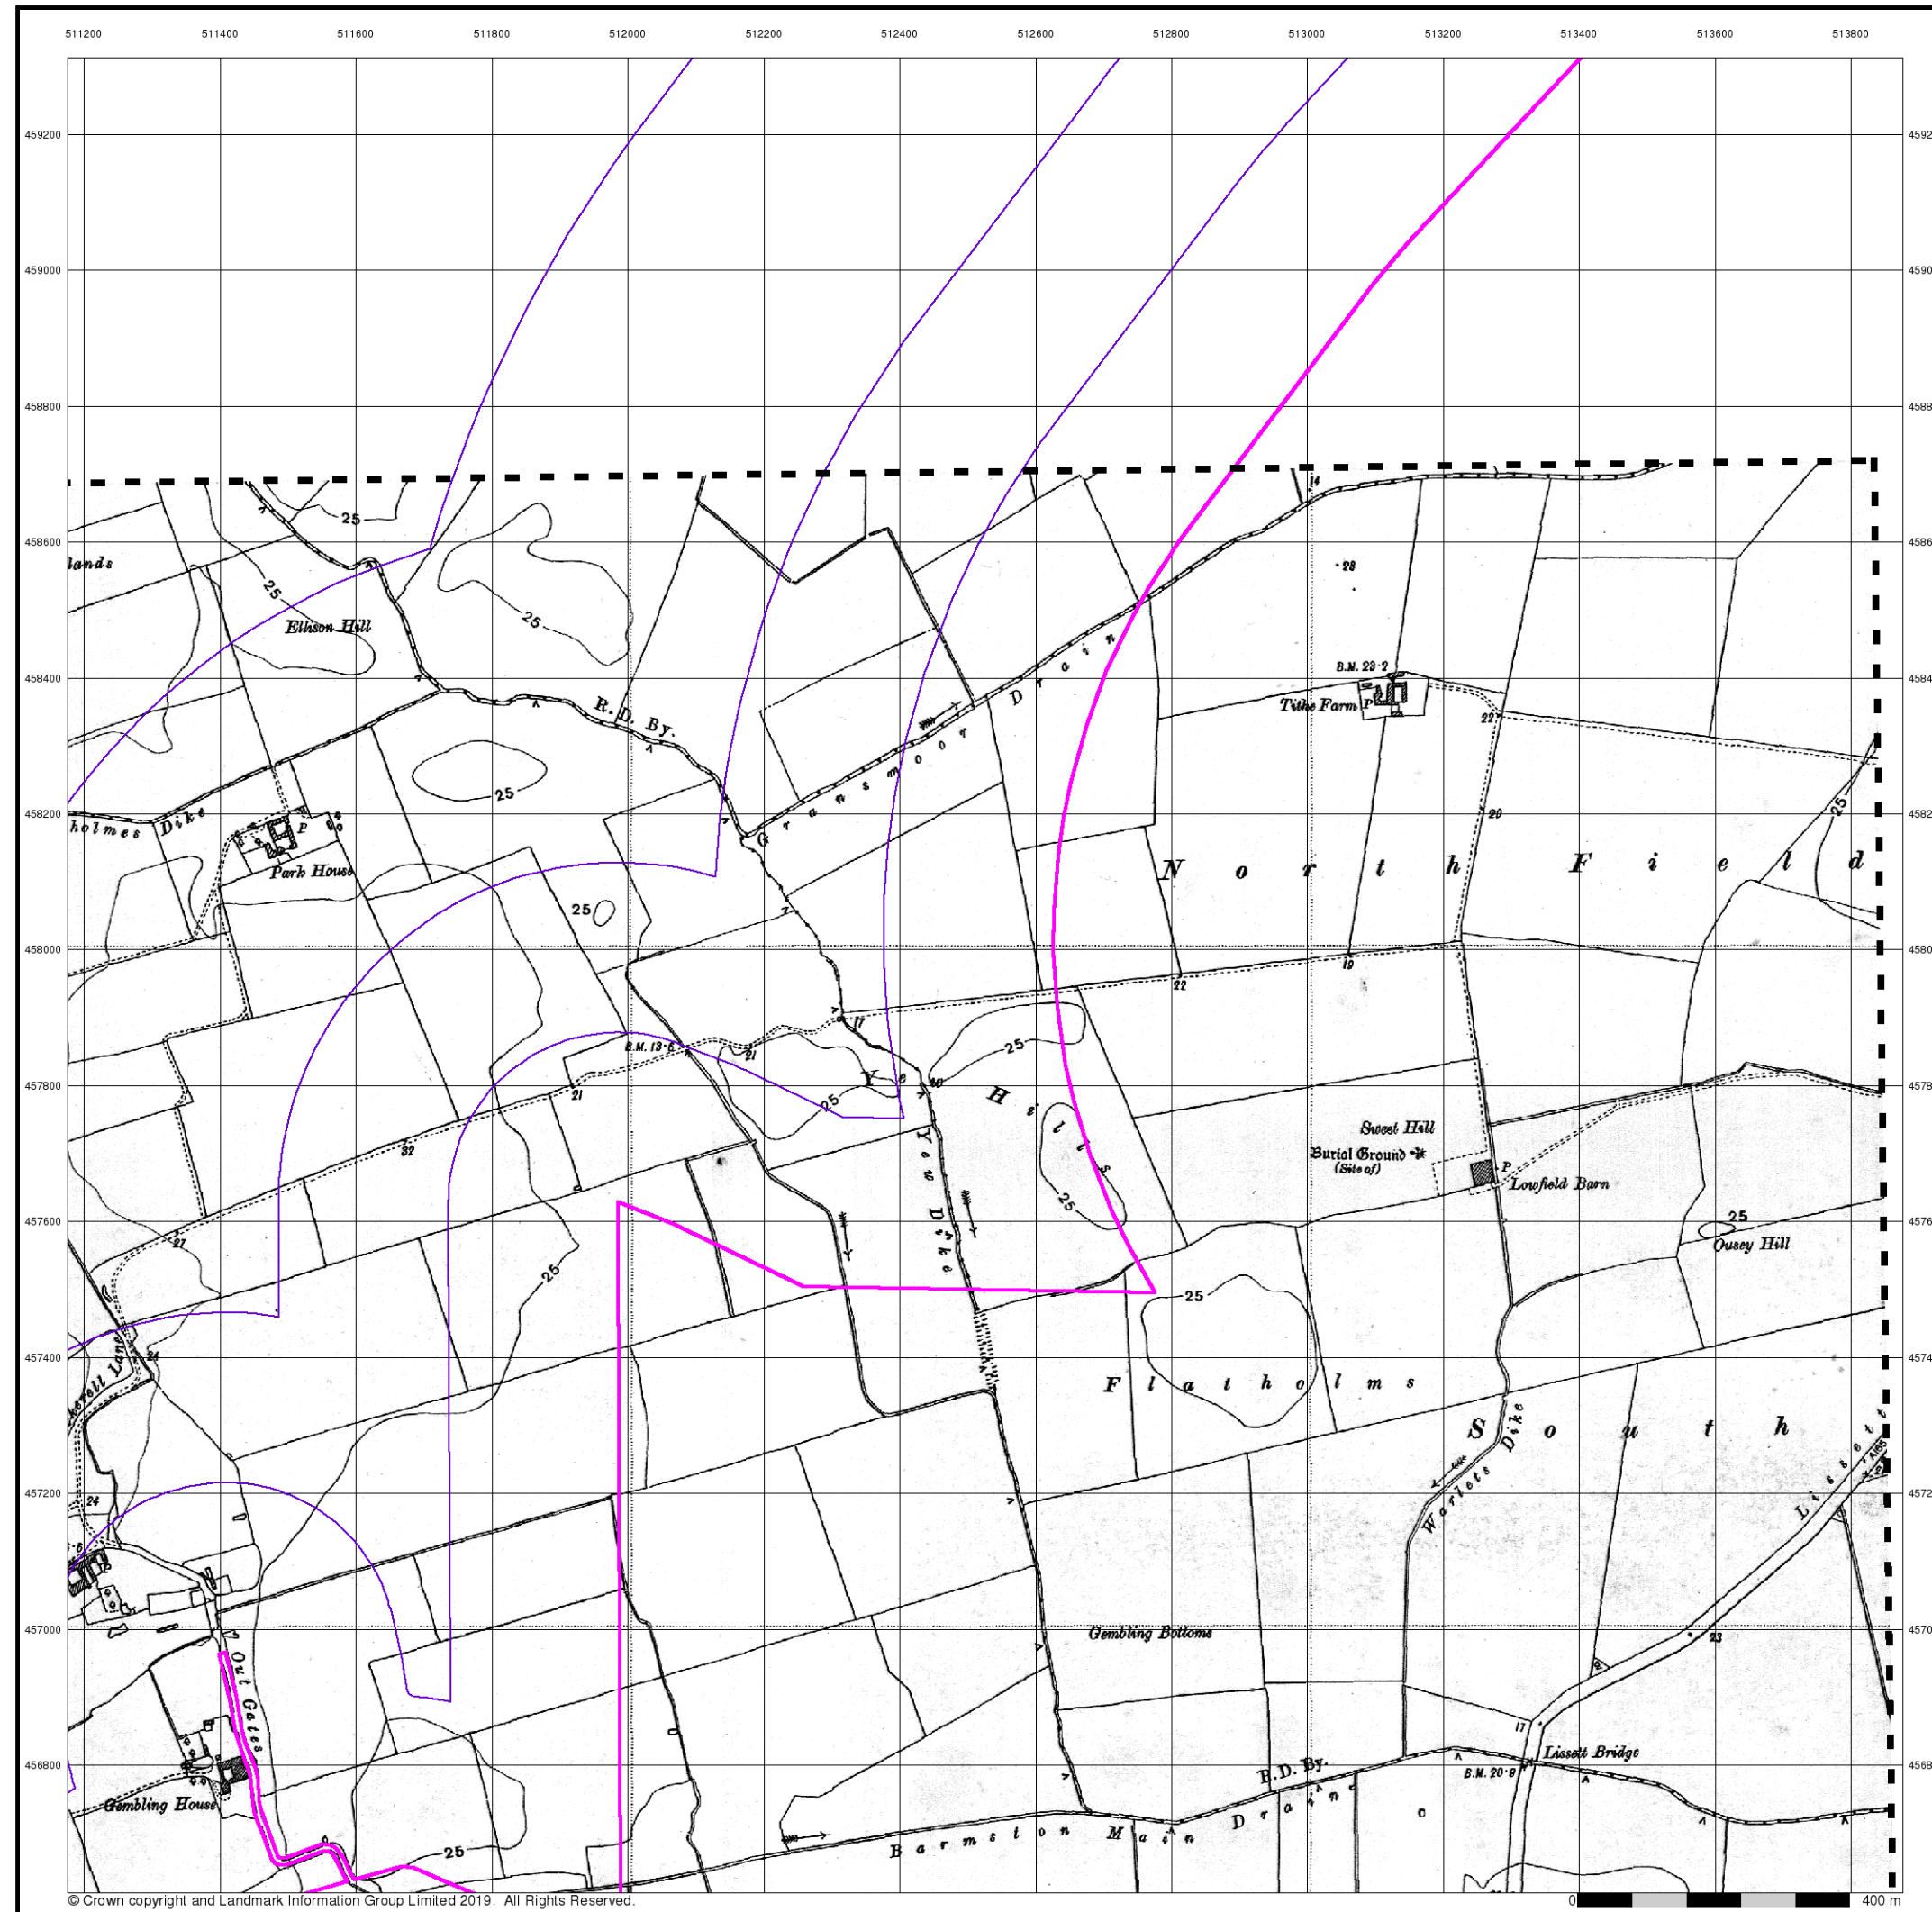 511200 511400 511600 511800 512000 512200 512400 512600 512800 513000 513200 513400 513600 513800
459200
459000
458800
14
25
458600
lands
28
25
25
Ellison Hill
Drain
B.M. 23·2
458400
R. D. By.
Tithe Farm P
22
Gransmoor
25
25
458200
20
holmes Dike
P
North Field
Park House
25
458000
19
22
17
B.M. 13·6
21
25
Ye Hills
457800
21
25
Sweet Hill
32
Yew Dike
Burial Ground
(Site of)
P
Lowfield Barn
25
457600
25
27
Ousey Hill
25
25
457400
24
Flatholms
South
Warlets Dike
Lissett
A165
457200
24
457000
Gembling Bottoms
23
Out Gates
17
Lissett Bridge
456800
B.D. By.
B.M. 20·9
Gembling House
Barmston Main Drain
25
© Crown copyright and Landmark Information Group Limited 2019. All Rights Reserved.
0 400 m